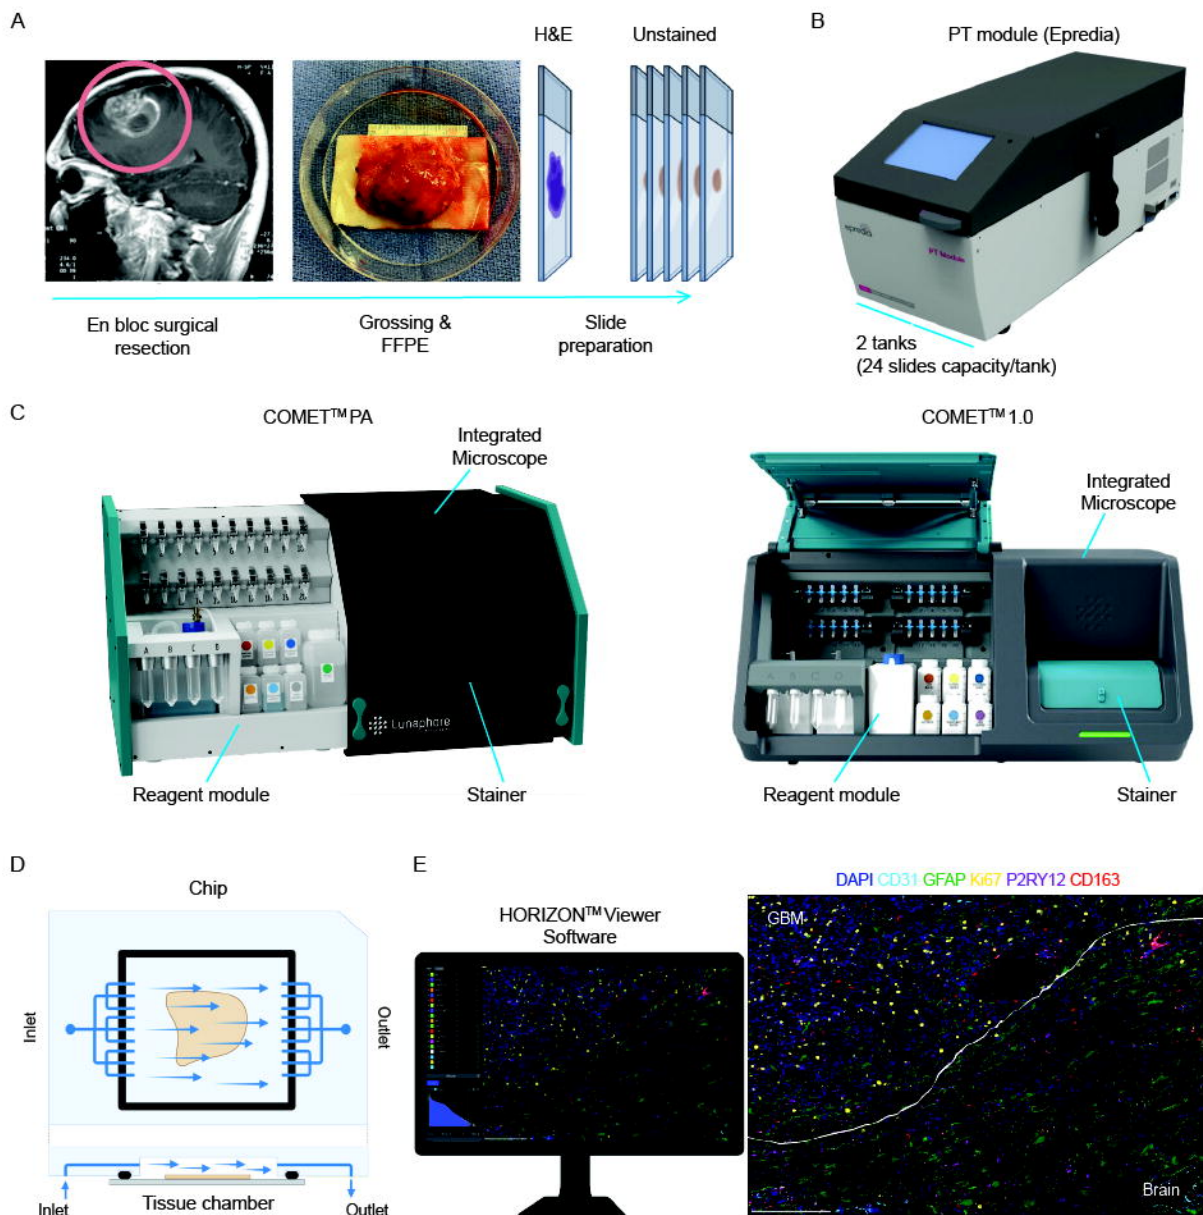 A
H&E
Unstained
En bloc surgical
resection
Grossing &
FFPE
Slide
preparation
B
PT module (Epredia)
epredia
PT Module
2 tanks
(24 slides capacity/tank)
C
COMET™ PA
Integrated
Microscope
A B C D
Lunaphore
Reagent module
Stainer
COMET™ 1.0
Integrated
Microscope
A B C D
Reagent module
Stainer
D
Chip
Inlet
Outlet
Inlet
Tissue chamber
Outlet
E
HORIZON™ Viewer
Software
DAPI CD31 GFAP Ki67 P2RY12 CD163
GBM
Brain